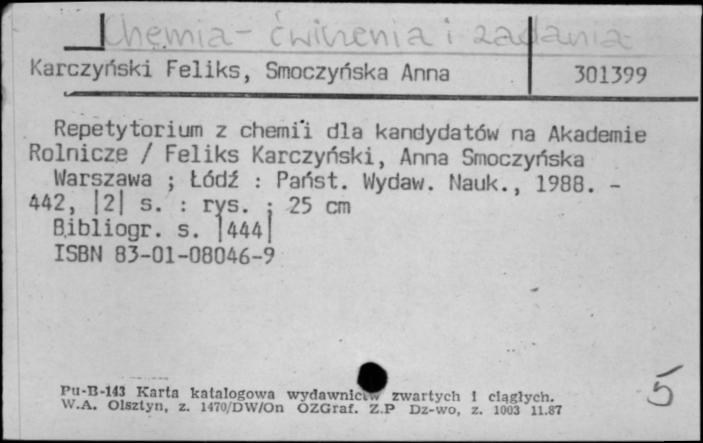 Chemia - ćwiczenia i zadania
Karczyński Feliks, Smoczyńska Anna 301399
Repetytorium z chemii dla kandydatów na Akademie
Rolnicze / Feliks Karczyński, Anna Smoczyńska
Warszawa ; Łódź : Państ. Wydaw. Nauk., 1988. -
442, |2| s. : rys. ; 25 cm
Bibliogr. s. |444|
ISBN 83-01-08046-9
Pu-B-143 Karta katalogowa wydawnictw zwartych i ciągłych.
W.A. Olsztyn, z. 1470/DW/On OZGraf. Z.P Dz-wo, z. 1003 11.87
5